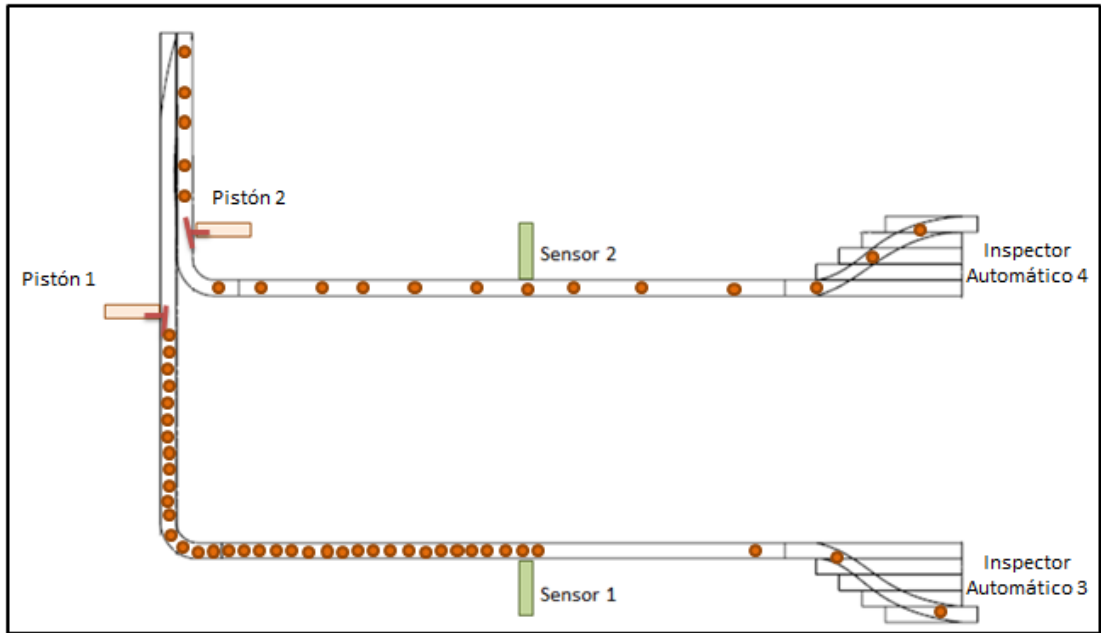 Pistón 2
Sensor 2
Inspector
Automático 4
Pistón 1
Sensor 1
Inspector
Automático 3